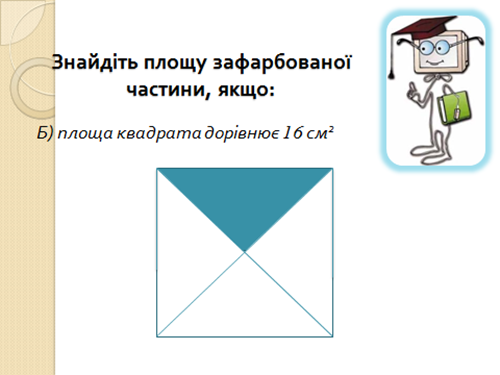 Знайдіть площу зафарбованої
частини, якщо:
Б) площа квадрата дорівнює 16 см²